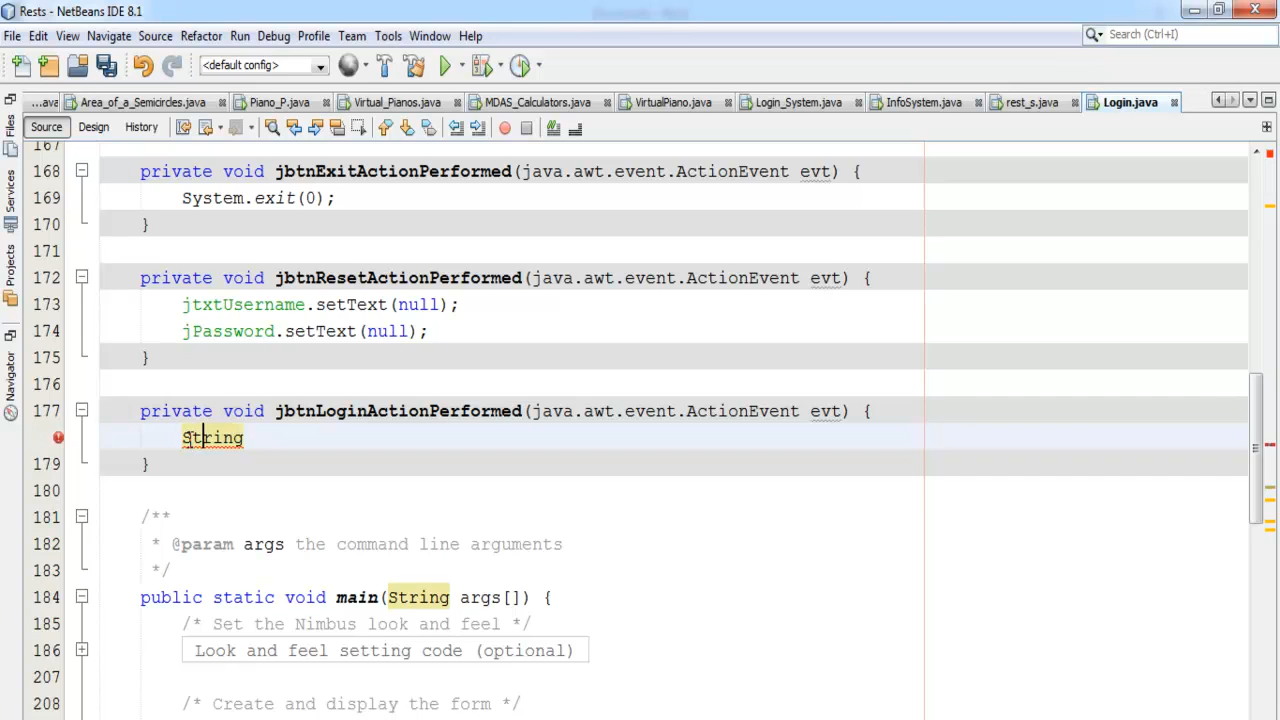 Rests - NetBeans IDE 8.1
File Edit View Navigate Source Refactor Run Debug Profile Team Tools Window Help
Search (Ctrl+I)
<default config>
...ava Area_of_a_Semicirdes.java Piano_P.java Virtual_Pianos.java MDAS_Calculators.java VirtualPiano.java Login_System.java InfoSystem.java rest_s.java Login.java
Source Design History
Files
Services
Projects
Navigator
167
168 private void jbtnExitActionPerformed(java.awt.event.ActionEvent evt) {
169 System.exit(0);
170 }
171
172 private void jbtnResetActionPerformed(java.awt.event.ActionEvent evt) {
173 jtxtUsername.setText(null);
174 jPassword.setText(null);
175 }
176
177 private void jbtnLoginActionPerformed(java.awt.event.ActionEvent evt) {
String
179 }
180
181 /**
182 * @param args the command line arguments
183 */
184 public static void main(String args[]) {
185 /* Set the Nimbus look and feel */
186 Look and feel setting code (optional)
207
208 /* Create and display the form */